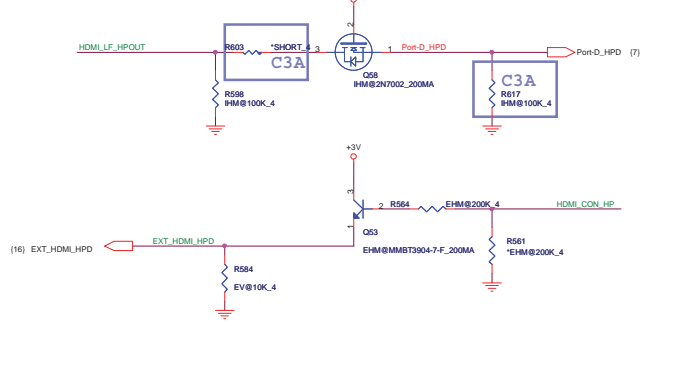 2
HDMI_LF_HPOUT
R603
*SHORT_4
3
1
Port-D_HPD
Port-D_HPD (7)
C3A
C3A
Q58
IHM@2N7002_200MA
R598
IHM@100K_4
R617
IHM@100K_4
+3V
3
2
R564
EHM@200K_4
HDMI_CON_HP
1
Q53
EHM@MMBT3904-7-F_200MA
R561
*EHM@200K_4
(16) EXT_HDMI_HPD
EXT_HDMI_HPD
R584
EV@10K_4